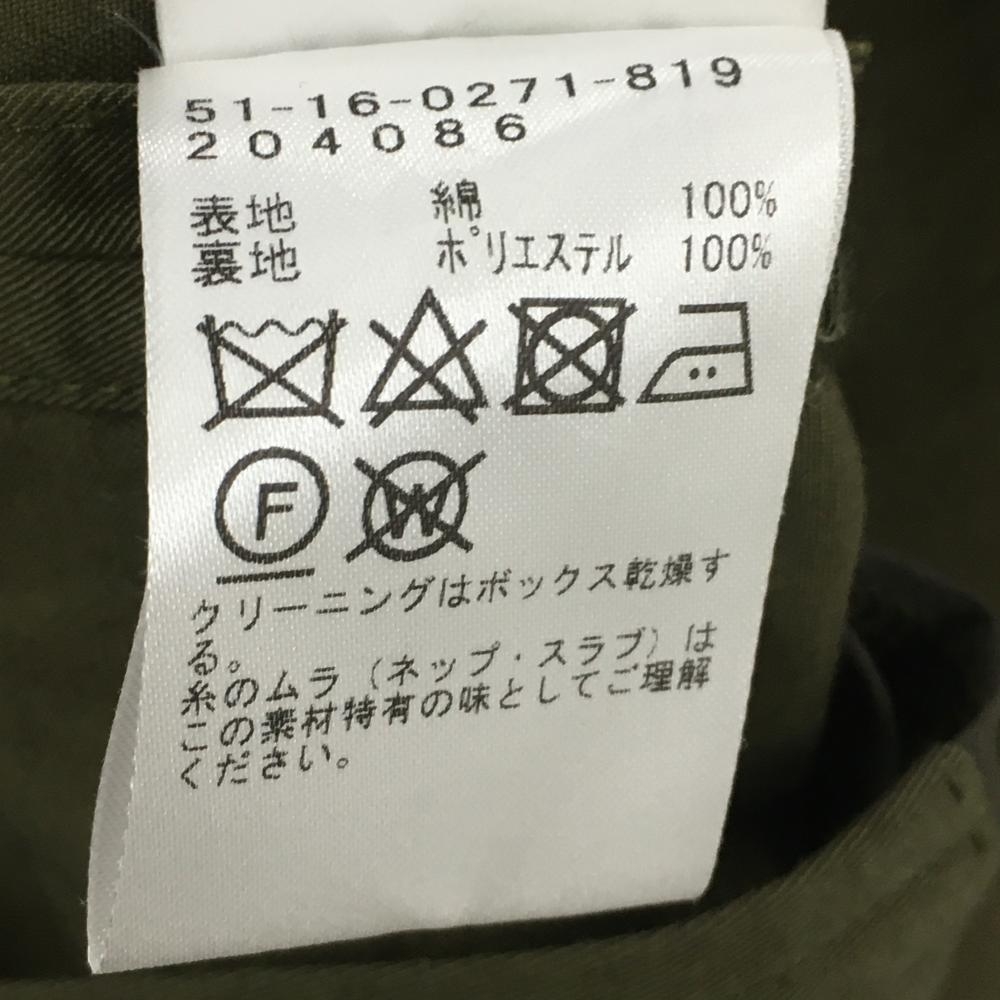 51-16-0271-819
204086
表地 綿 100%
裏地 ポリエステル 100%
F W
クリーニングはボックス乾燥す
る。
糸のムラ（ネップ・スラブ）は
この素材特有の味としてご理解
ください。